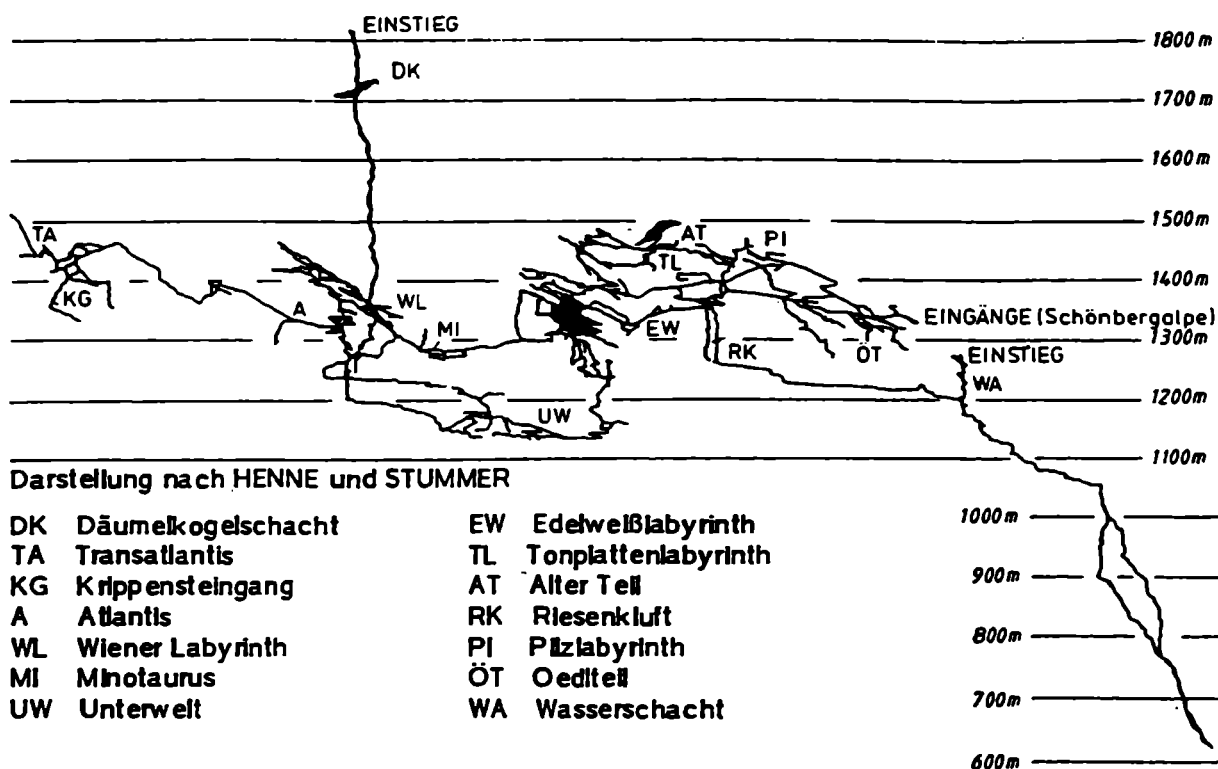 EINSTIEG
1800 m
DK
1700 m
1600 m
1500 m
TA
AT
PI
TL
KG
1400 m
A
WL
MI
EW
EINGÄNGE (Schönbergalpe)
1300 m
RK
ÖT
EINSTIEG
WA
1200 m
UW
1100 m
Darstellung nach HENNE und STUMMER
DK Däumelkogelschacht
TA Transatlantis
KG Krippensteingang
A Atlantis
WL Wiener Labyrinth
MI Minotaurus
UW Unterwelt
EW Edelweißlabyrinth
TL Tonplattenlabyrinth
AT Alter Teil
RK Riesenkluft
PI Pilzlabyrinth
ÖT Oedlteil
WA Wasserschacht
1000 m
900 m
800 m
700 m
600 m